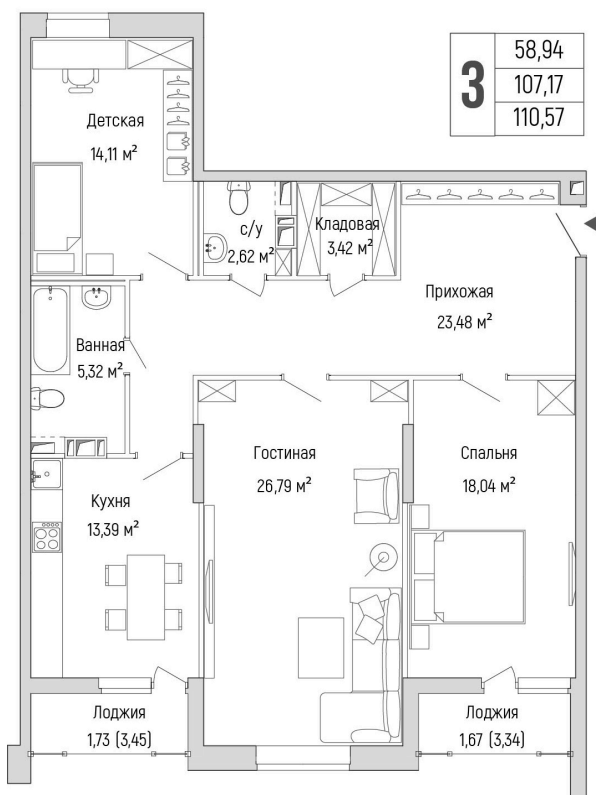 3
58,94
107,17
110,57
Детская
14,11 м²
с/у
2,62 м²
Кладовая
3,42 м²
Прихожая
23,48 м²
Ванная
5,32 м²
Гостиная
26,79 м²
Спальня
18,04 м²
Кухня
13,39 м²
Лоджия
1,73 (3,45)
Лоджия
1,67 (3,34)